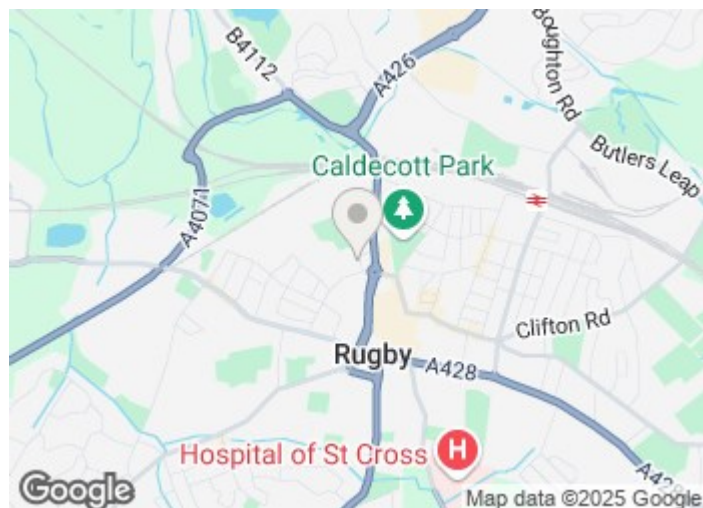 B4112
A426
Boughton Rd
Butlers Leap
Caldecott Park
A4071
Clifton Rd
Rugby
A428
Hospital of St Cross
H
A428
Google
Map data ©2025 Google